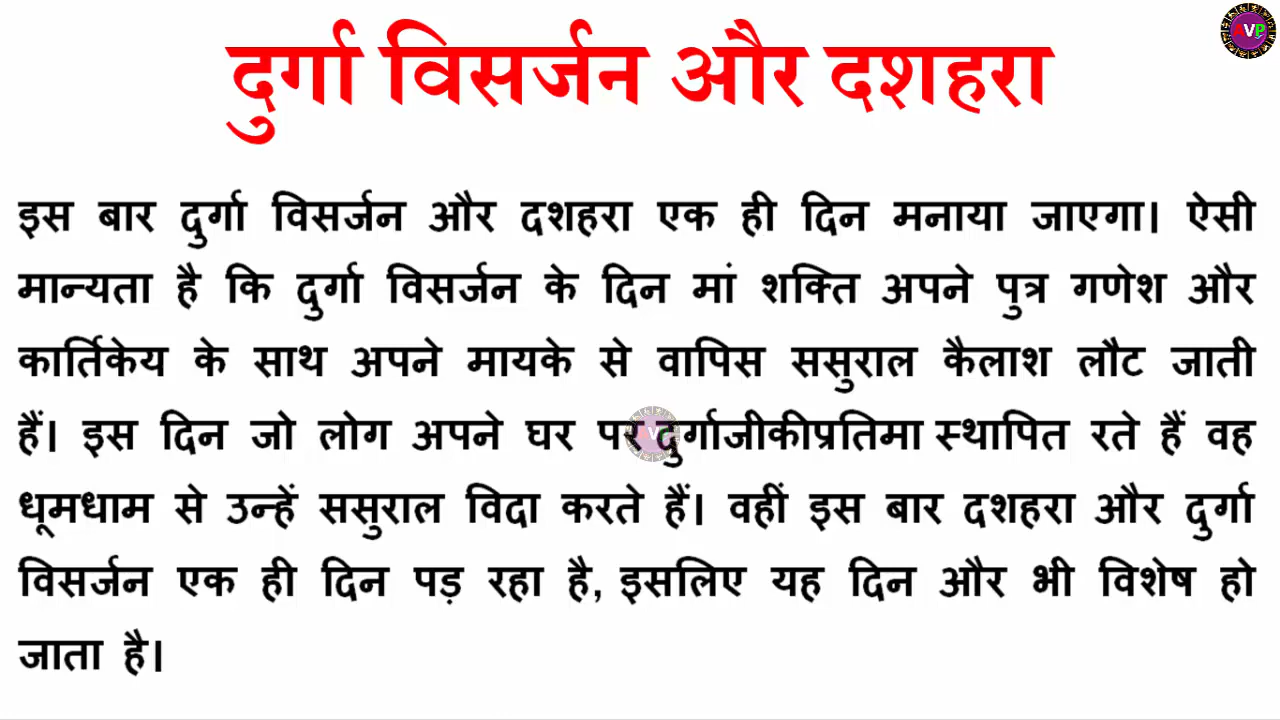 दुर्गा विसर्जन और दशहरा
AVP
इस बार दुर्गा विसर्जन और दशहरा एक ही दिन मनाया जाएगा। ऐसी
मान्यता है कि दुर्गा विसर्जन के दिन मां शक्ति अपने पुत्र गणेश और
कार्तिकेय के साथ अपने मायके से वापिस ससुराल कैलाश लौट जाती
हैं। इस दिन जो लोग अपने घर पर दुर्गाजीकीप्रतिमा स्थापित रते हैं वह
धूमधाम से उन्हें ससुराल विदा करते हैं। वहीं इस बार दशहरा और दुर्गा
विसर्जन एक ही दिन पड़ रहा है, इसलिए यह दिन और भी विशेष हो
जाता है।